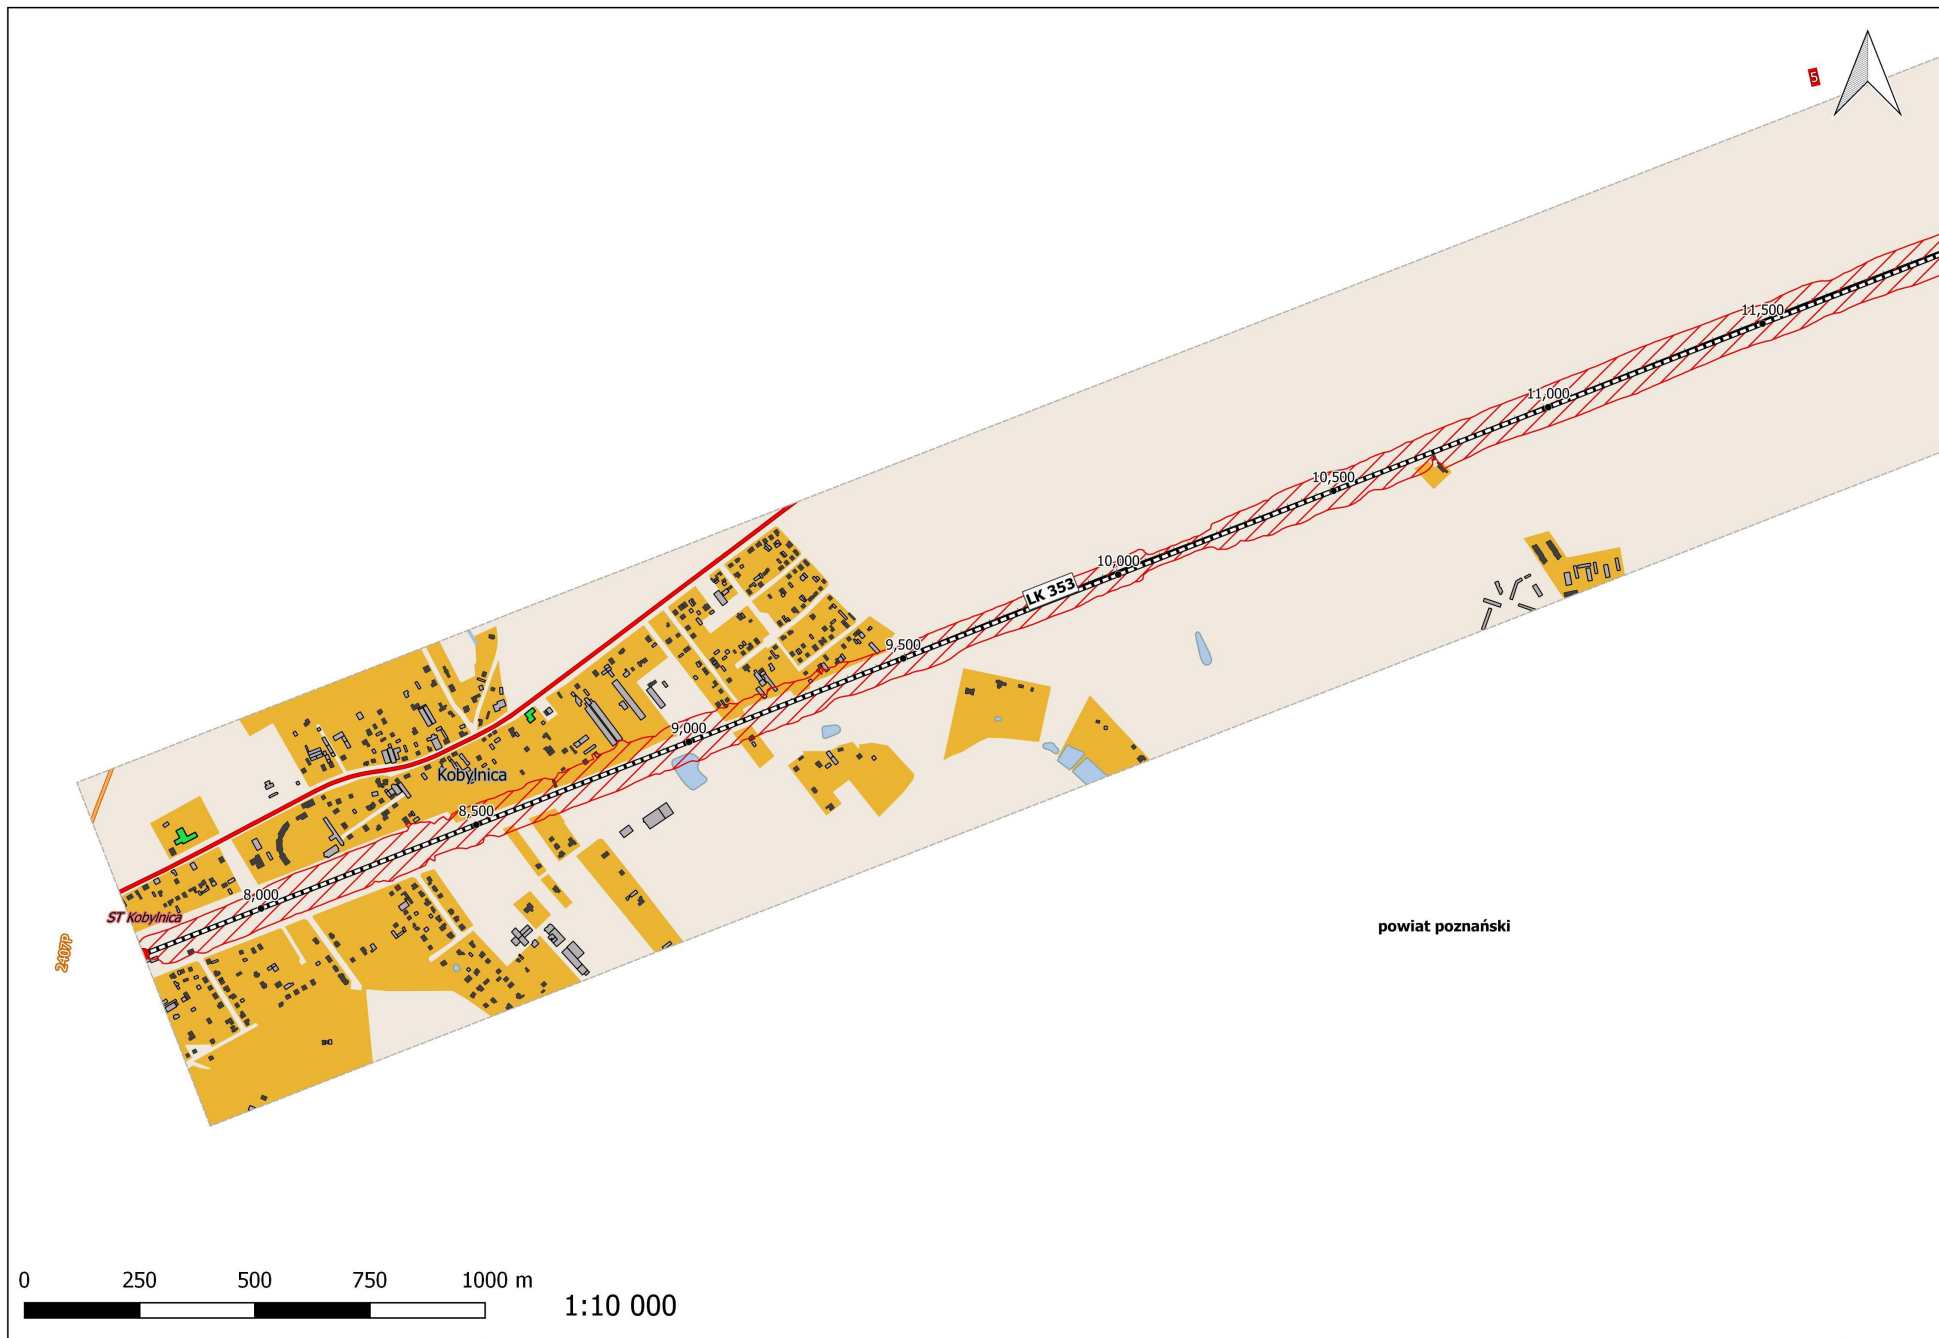 5
11,500
11,000
10,500
10,000
LK 353
9,500
9,000
Kobylnica
8,500
8,000
ST Kobylnica
powiat poznański
2407P
0 250 500 750 1000 m
1:10 000